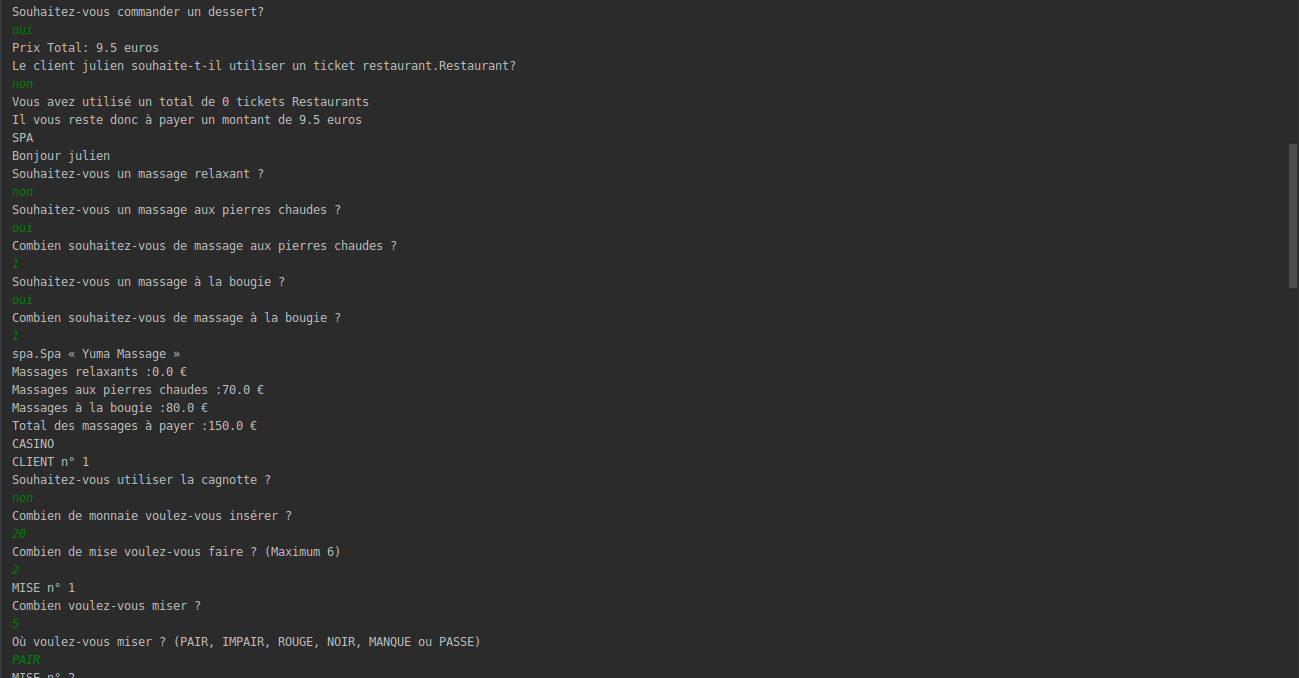 Souhaitez-vous commander un dessert?
oui
Prix Total: 9.5 euros
Le client julien souhaite-t-il utiliser un ticket restaurant.Restaurant?
non
Vous avez utilisé un total de 0 tickets Restaurants
Il vous reste donc à payer un montant de 9.5 euros
SPA
Bonjour julien
Souhaitez-vous un massage relaxant ?
non
Souhaitez-vous un massage aux pierres chaudes ?
oui
Combien souhaitez-vous de massage aux pierres chaudes ?
1
Souhaitez-vous un massage à la bougie ?
oui
Combien souhaitez-vous de massage à la bougie ?
1
spa.Spa « Yuma Massage »
Massages relaxants :0.0 €
Massages aux pierres chaudes :70.0 €
Massages à la bougie :80.0 €
Total des massages à payer :150.0 €
CASINO
CLIENT n° 1
Souhaitez-vous utiliser la cagnotte ?
non
Combien de monnaie voulez-vous insérer ?
20
Combien de mise voulez-vous faire ? (Maximum 6)
2
MISE n° 1
Combien voulez-vous miser ?
5
Où voulez-vous miser ? (PAIR, IMPAIR, ROUGE, NOIR, MANQUE ou PASSE)
PAIR
MISE n° 2